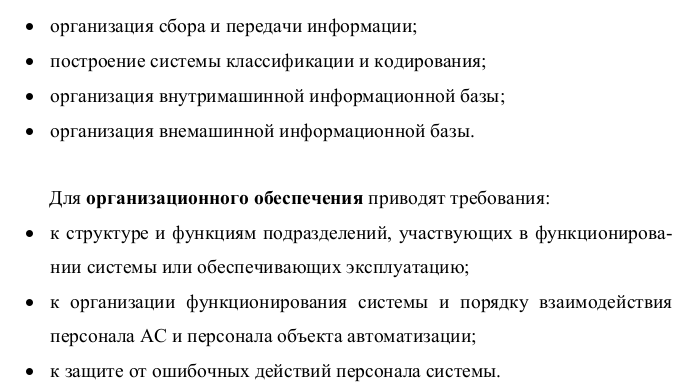 • организация сбора и передачи информации;
• построение системы классификации и кодирования;
• организация внутримашинной информационной базы;
• организация внемашинной информационной базы.
Для организационного обеспечения приводят требования:
• к структуре и функциям подразделений, участвующих в функционирова-
нии системы или обеспечивающих эксплуатацию;
• к организации функционирования системы и порядку взаимодействия
персонала АС и персонала объекта автоматизации;
• к защите от ошибочных действий персонала системы.